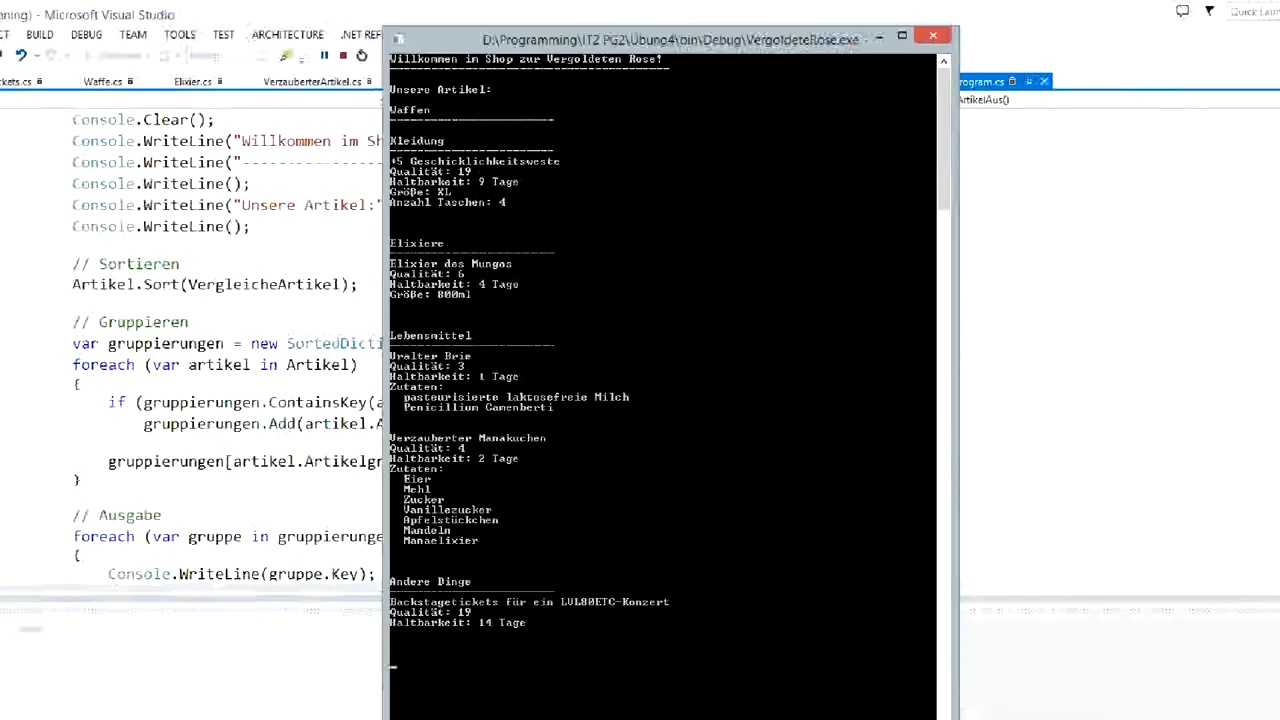 ning) - Microsoft Visual Studio
Quick Laun
CT BUILD DEBUG TEAM TOOLS TEST ARCHITECTURE .NET REF
kets.cs Waffe.cs Elixier.cs VerzauberterArtikel.cs
rogram.cs
ArtikelAus()
Console.Clear();
Console.WriteLine("Willkommen im Sh
Console.WriteLine("-----------------
Console.WriteLine();
Console.WriteLine("Unsere Artikel:"
Console.WriteLine();
// Sortieren
Artikel.Sort(VergleicheArtikel);
// Gruppieren
var gruppierungen = new SortedDicti
foreach (var artikel in Artikel)
{
if (gruppierungen.ContainsKey(a
gruppierungen.Add(artikel.A
gruppierungen[artikel.Artikelgr
}
// Ausgabe
foreach (var gruppe in gruppierunge
{
Console.WriteLine(gruppe.Key);
D:\Programming\IT2 PG2\Übung4\bin\Debug\VergoldeteRose.exe
Willkommen im Shop zur Vergoldeten Rose!
----------------------------------------
Unsere Artikel:
Waffen
------------------------
Kleidung
------------------------
+5 Geschicklichkeitsweste
Qualität: 19
Haltbarkeit: 9 Tage
Größe: XL
Anzahl Taschen: 4
Elixiere
------------------------
Elixier des Mungos
Qualität: 6
Haltbarkeit: 4 Tage
Größe: 800ml
Lebensmittel
------------------------
Uralter Brie
Qualität: 3
Haltbarkeit: 1 Tage
Zutaten:
pasteurisierte laktosefreie Milch
Penicillium Camenberti
Verzauberter Manakuchen
Qualität: 4
Haltbarkeit: 2 Tage
Zutaten:
Eier
Mehl
Zucker
Vanillezucker
Apfelstückchen
Mandeln
Manaelixier
Andere Dinge
------------------------
Backstagetickets für ein LVL80ETC-Konzert
Qualität: 19
Haltbarkeit: 14 Tage